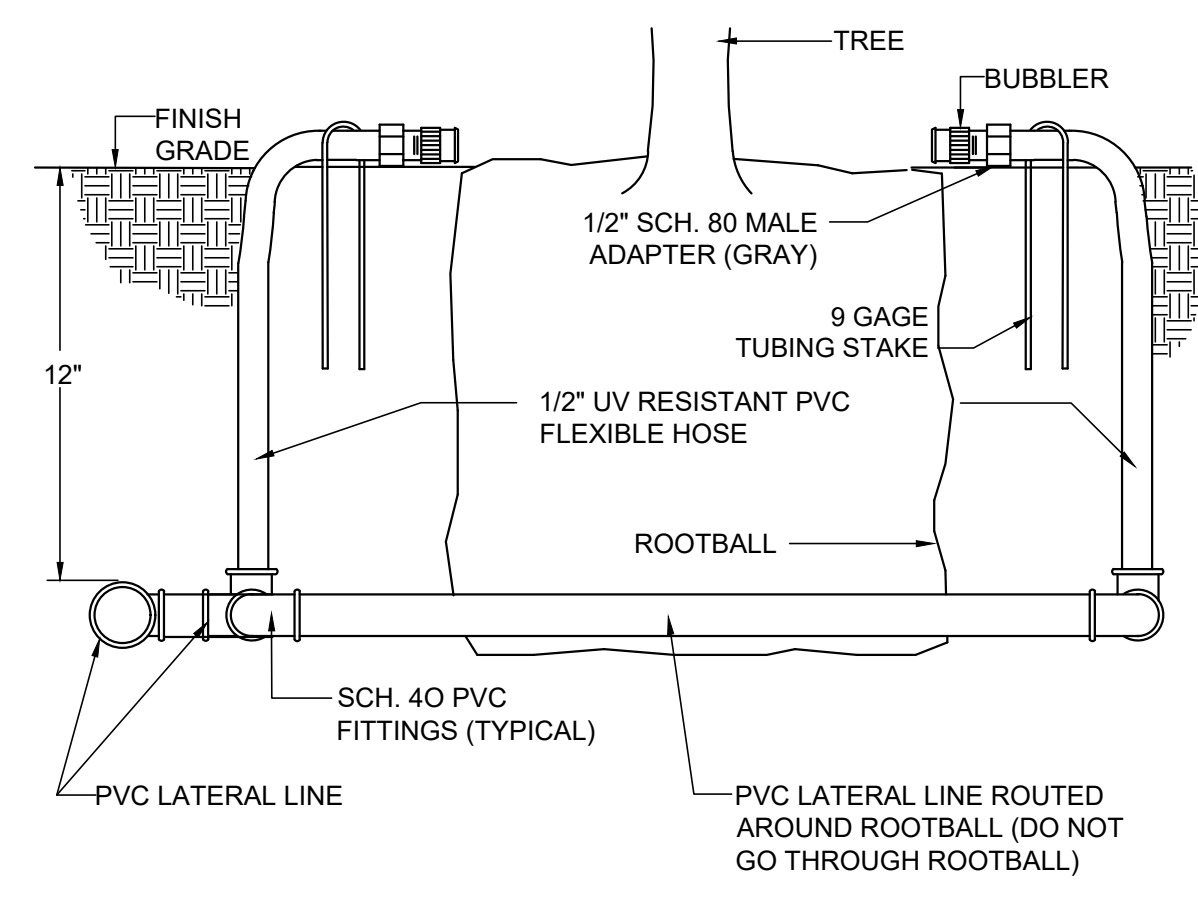 TREE
BUBBLER
FINISH
GRADE
1/2" SCH. 80 MALE
ADAPTER (GRAY)
9 GAGE
TUBING STAKE
12"
1/2" UV RESISTANT PVC
FLEXIBLE HOSE
ROOTBALL
SCH. 4O PVC
FITTINGS (TYPICAL)
PVC LATERAL LINE
PVC LATERAL LINE ROUTED
AROUND ROOTBALL (DO NOT
GO THROUGH ROOTBALL)